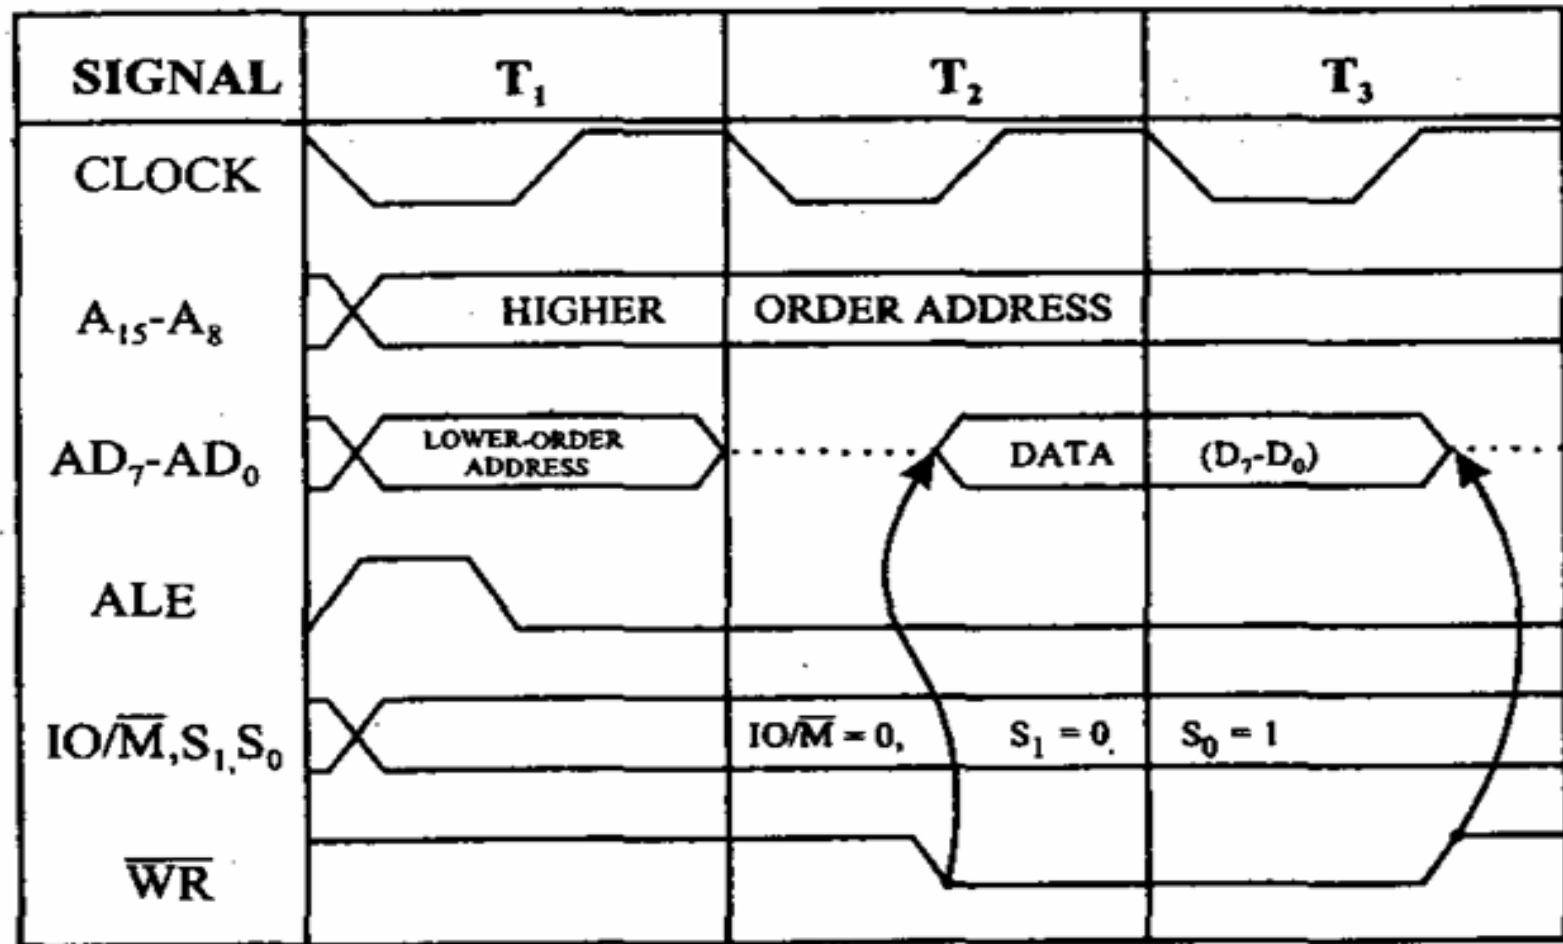 SIGNAL T₁ T₂ T₃
CLOCK
A₁₅-A₈ HIGHER ORDER ADDRESS
AD₇-AD₀ LOWER-ORDER ADDRESS DATA (D₇-D₀)
ALE
IO/M̅,S₁,S₀ IO/M̅ = 0, S₁ = 0, S₀ = 1
W̅R̅